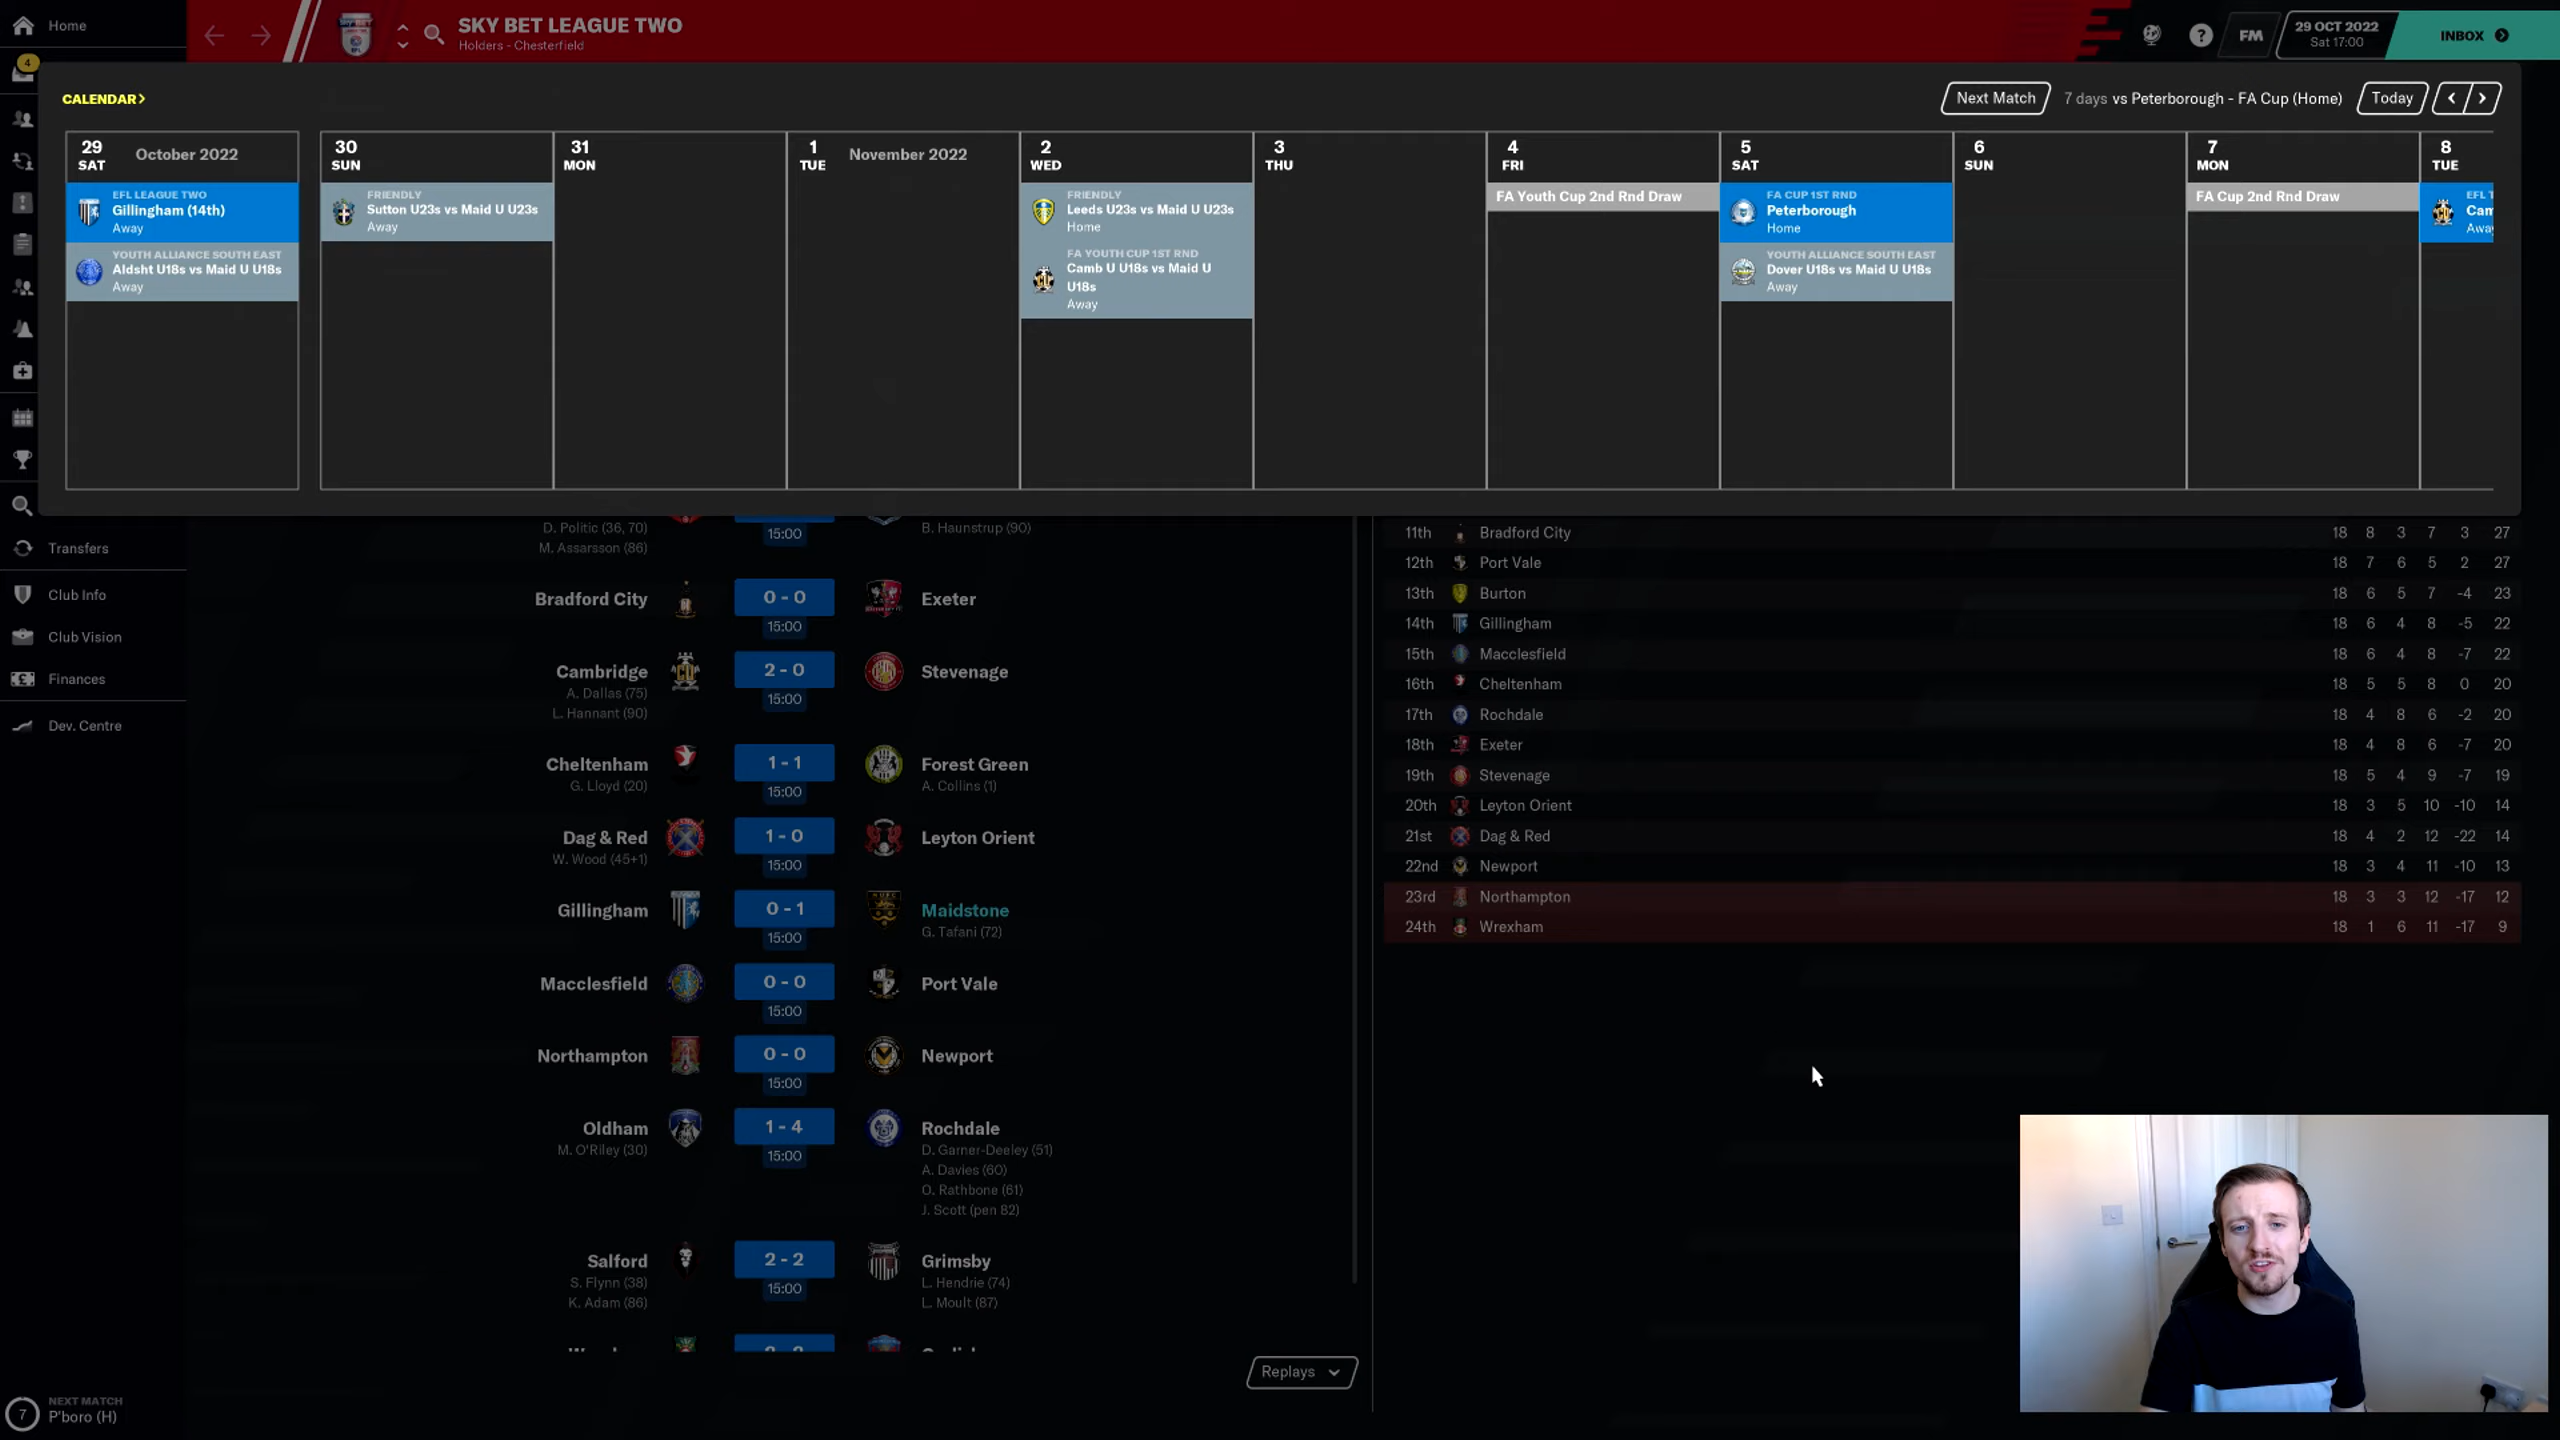 Home
SKY BET LEAGUE TWO
Holders - Chesterfield
FM
29 OCT 2022
Sat 17:00
INBOX
4
CALENDAR>
Next Match
7 days vs Peterborough - FA Cup (Home)
Today
29 SAT October 2022
EFL LEAGUE TWO
Gillingham (14th)
Away
YOUTH ALLIANCE SOUTH EAST
Aldsht U18s vs Maid U U18s
Away
30 SUN
FRIENDLY
Sutton U23s vs Maid U U23s
Away
31 MON
1 TUE November 2022
2 WED
FRIENDLY
Leeds U23s vs Maid U U23s
Home
FA YOUTH CUP 1ST RND
Camb U U18s vs Maid U
U18s
Away
3 THU
4 FRI
FA Youth Cup 2nd Rnd Draw
5 SAT
FA CUP 1ST RND
Peterborough
Home
YOUTH ALLIANCE SOUTH EAST
Dover U18s vs Maid U U18s
Away
6 SUN
7 MON
FA Cup 2nd Rnd Draw
8 TUE
EFL T
Cam
Away
Transfers
Club Info
Club Vision
Finances
Dev. Centre
NEXT MATCH
7 P'boro (H)
D. Politic (36, 70) 15:00 B. Haunstrup (90)
M. Assarsson (86)
Bradford City 0 - 0 Exeter
15:00
Cambridge 2 - 0 Stevenage
A. Dallas (75) 15:00
L. Hannant (90)
Cheltenham 1 - 1 Forest Green
G. Lloyd (20) 15:00 A. Collins (1)
Dag & Red 1 - 0 Leyton Orient
W. Wood (45+1) 15:00
Gillingham 0 - 1 Maidstone
15:00 G. Tafani (72)
Macclesfield 0 - 0 Port Vale
15:00
Northampton 0 - 0 Newport
15:00
Oldham 1 - 4 Rochdale
M. O'Riley (30) 15:00 D. Garner-Deeley (51)
A. Davies (60)
O. Rathbone (61)
J. Scott (pen 82)
Salford 2 - 2 Grimsby
S. Flynn (38) 15:00 L. Hendrie (74)
K. Adam (86) L. Moult (87)
Replays
11th Bradford City 18 8 3 7 3 27
12th Port Vale 18 7 6 5 2 27
13th Burton 18 6 5 7 -4 23
14th Gillingham 18 6 4 8 -5 22
15th Macclesfield 18 6 4 8 -7 22
16th Cheltenham 18 5 5 8 0 20
17th Rochdale 18 4 8 6 -2 20
18th Exeter 18 4 8 6 -7 20
19th Stevenage 18 5 4 9 -7 19
20th Leyton Orient 18 3 5 10 -10 14
21st Dag & Red 18 4 2 12 -22 14
22nd Newport 18 3 4 11 -10 13
23rd Northampton 18 3 3 12 -17 12
24th Wrexham 18 1 6 11 -17 9